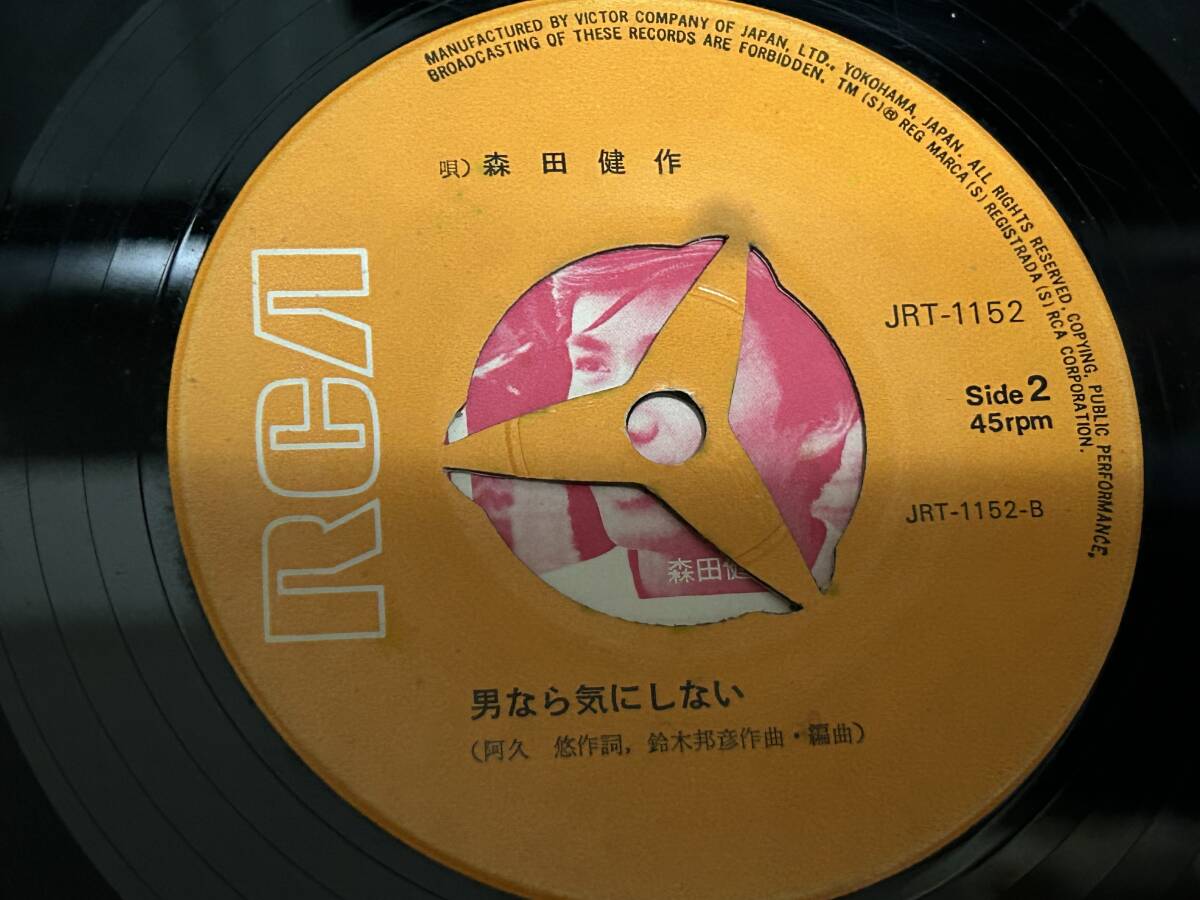 MANUFACTURED BY VICTOR COMPANY OF JAPAN, LTD., YOKOHAMA, JAPAN. ALL RIGHTS RESERVED. COPYING, PUBLIC PERFORMANCE,
BROADCASTING OF THESE RECORDS ARE FORBIDDEN. TM(S)® REG MARCA(S) REGISTRADA(S) RCA CORPORATION.
唄) 森田健作
RCA
JRT-1152
Side 2
45rpm
JRT-1152-B
森田健
男なら気にしない
(阿久 悠作詞, 鈴木邦彦作曲・編曲)